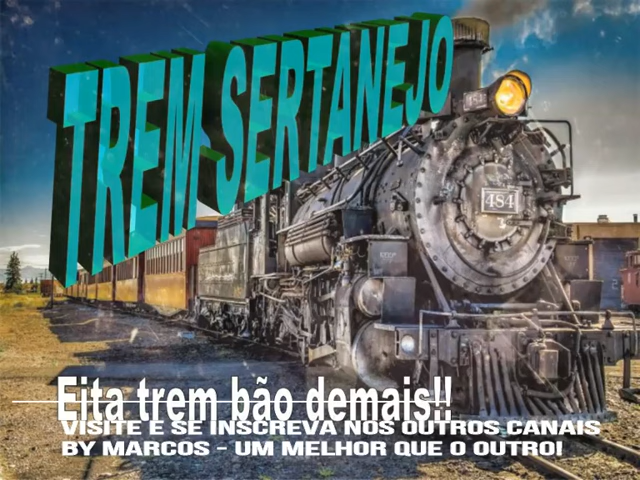 TREM SERTANEJO
484
Eita trem bão demais!!
VISITE E SE INSCREVA NOS OUTROS CANAIS
BY MARCOS - UM MELHOR QUE O OUTRO!